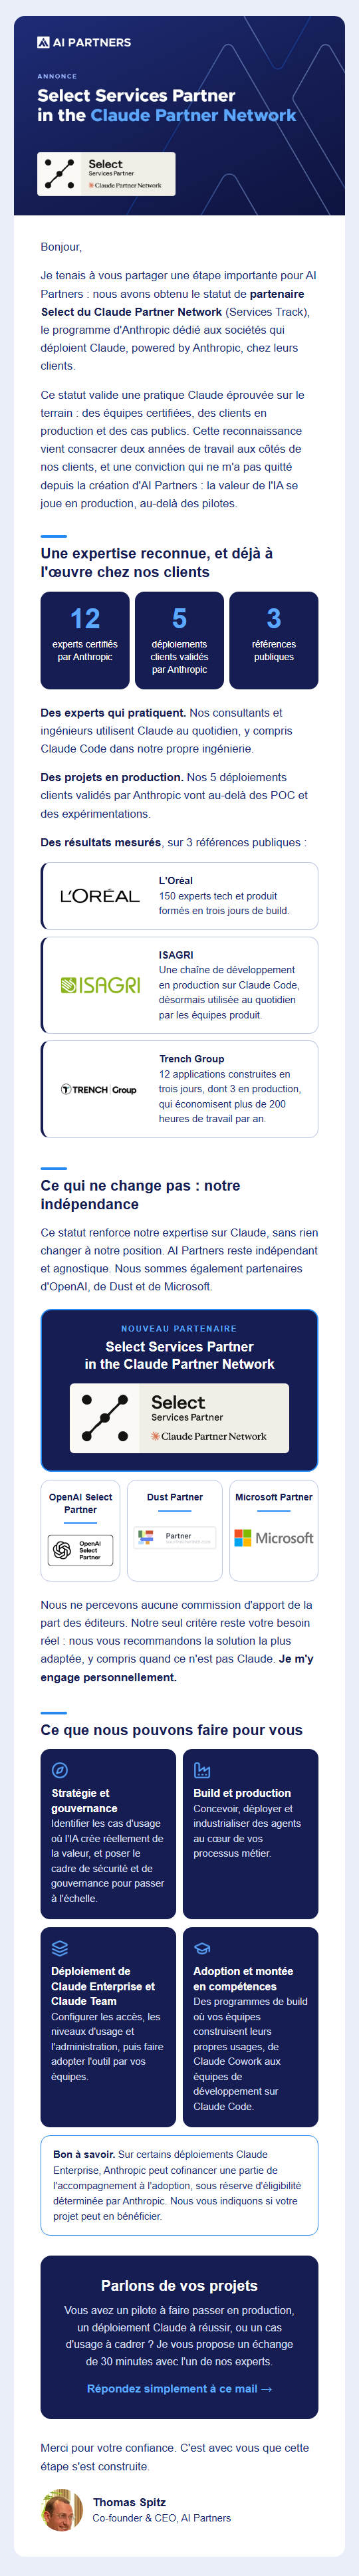 AI PARTNERS
ANNONCE
Select Services Partner
in the Claude Partner Network
Select
Services Partner
Claude Partner Network
Bonjour,
Je tenais à vous partager une étape importante pour AI
Partners : nous avons obtenu le statut de partenaire
Select du Claude Partner Network (Services Track),
le programme d'Anthropic dédié aux sociétés qui
déploient Claude, powered by Anthropic, chez leurs
clients.
Ce statut valide une pratique Claude éprouvée sur le
terrain : des équipes certifiées, des clients en
production et des cas publics. Cette reconnaissance
vient consacrer deux années de travail aux côtés de
nos clients, et une conviction qui ne m'a pas quitté
depuis la création d'AI Partners : la valeur de l'IA se
joue en production, au-delà des pilotes.
Une expertise reconnue, et déjà à
l'œuvre chez nos clients
12
experts certifiés
par Anthropic
5
déploiements
clients validés
par Anthropic
3
références
publiques
Des experts qui pratiquent. Nos consultants et
ingénieurs utilisent Claude au quotidien, y compris
Claude Code dans notre propre ingénierie.
Des projets en production. Nos 5 déploiements
clients validés par Anthropic vont au-delà des POC et
des expérimentations.
Des résultats mesurés, sur 3 références publiques :
L'ORÉAL
L'Oréal
150 experts tech et produit
formés en trois jours de build.
ISAGRI
ISAGRI
Une chaîne de développement
en production sur Claude Code,
désormais utilisée au quotidien
par les équipes produit.
TRENCH Group
Trench Group
12 applications construites en
trois jours, dont 3 en production,
qui économisent plus de 200
heures de travail par an.
Ce qui ne change pas : notre
indépendance
Ce statut renforce notre expertise sur Claude, sans rien
changer à notre position. AI Partners reste indépendant
et agnostique. Nous sommes également partenaires
d'OpenAI, de Dust et de Microsoft.
NOUVEAU PARTENAIRE
Select Services Partner
in the Claude Partner Network
Select
Services Partner
Claude Partner Network
OpenAI Select
Partner
OpenAI
Select
Partner
Dust Partner
Partner
Microsoft Partner
Microsoft
Nous ne percevons aucune commission d'apport de la
part des éditeurs. Notre seul critère reste votre besoin
réel : nous vous recommandons la solution la plus
adaptée, y compris quand ce n'est pas Claude. Je m'y
engage personnellement.
Ce que nous pouvons faire pour vous
Stratégie et
gouvernance
Identifier les cas d'usage
où l'IA crée réellement de
la valeur, et poser le
cadre de sécurité et de
gouvernance pour passer
à l'échelle.
Build et production
Concevoir, déployer et
industrialiser des agents
au cœur de vos
processus métier.
Déploiement de
Claude Enterprise et
Claude Team
Configurer les accès, les
niveaux d'usage et
l'administration, puis faire
adopter l'outil par vos
équipes.
Adoption et montée
en compétences
Des programmes de build
où vos équipes
construisent leurs
propres usages, de
Claude Cowork aux
équipes de
développement sur
Claude Code.
Bon à savoir. Sur certains déploiements Claude
Enterprise, Anthropic peut cofinancer une partie de
l'accompagnement à l'adoption, sous réserve d'éligibilité
déterminée par Anthropic. Nous vous indiquons si votre
projet peut en bénéficier.
Parlons de vos projets
Vous avez un pilote à faire passer en production,
un déploiement Claude à réussir, ou un cas
d'usage à cadrer ? Je vous propose un échange
de 30 minutes avec l'un de nos experts.
Répondez simplement à ce mail →
Merci pour votre confiance. C'est avec vous que cette
étape s'est construite.
Thomas Spitz
Co-founder & CEO, AI Partners